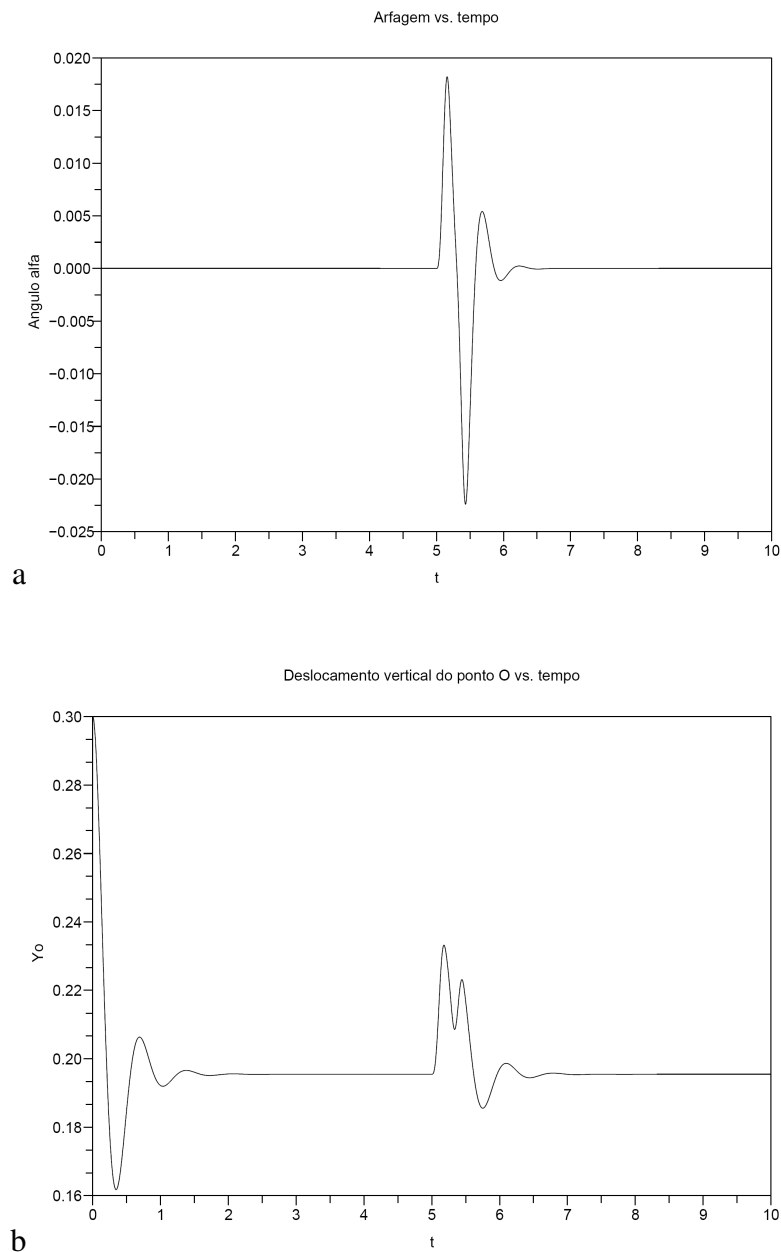 Arfagem vs. tempo
0.020
0.015
0.010
0.005
0.000
−0.005
−0.010
−0.015
−0.020
−0.025
Angulo alfa
0 1 2 3 4 5 6 7 8 9 10
t
a
Deslocamento vertical do ponto O vs. tempo
0.30
0.28
0.26
0.24
0.22
0.20
0.18
0.16
Yo
0 1 2 3 4 5 6 7 8 9 10
t
b